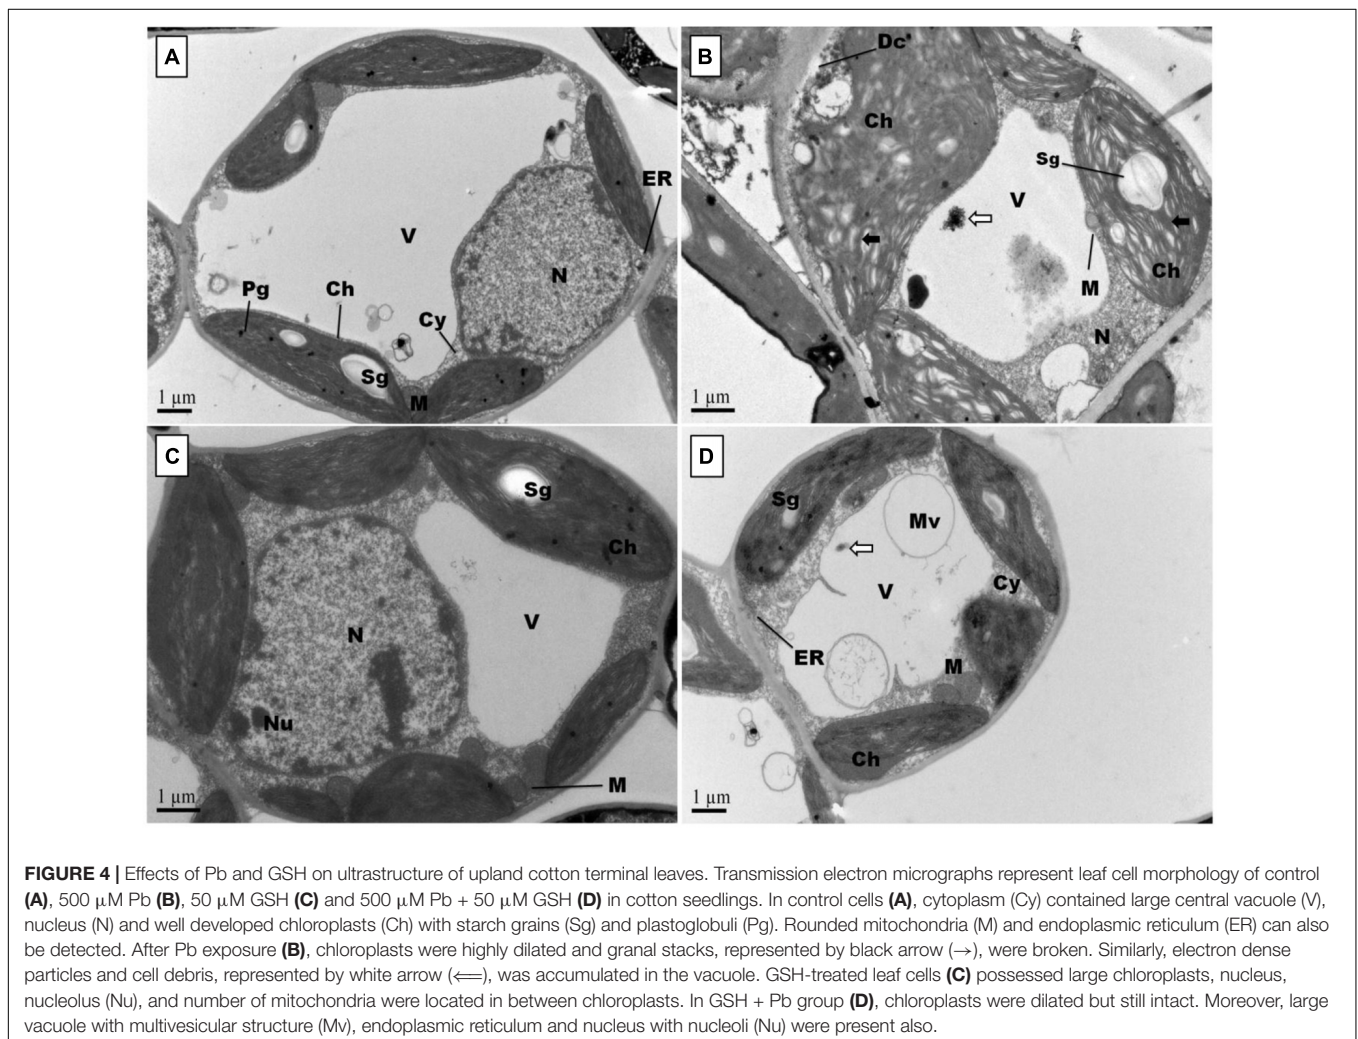 A
ER
V
N
Pg
Ch
Cy
Sg
M
1 µm
B
Dc
Ch
Sg
V
M
Ch
N
1 µm
C
Sg
Ch
V
N
Nu
M
1 µm
D
Sg
Mv
V
Cy
ER
M
Ch
1 µm
FIGURE 4 | Effects of Pb and GSH on ultrastructure of upland cotton terminal leaves. Transmission electron micrographs represent leaf cell morphology of control
(A), 500 µM Pb (B), 50 µM GSH (C) and 500 µM Pb + 50 µM GSH (D) in cotton seedlings. In control cells (A), cytoplasm (Cy) contained large central vacuole (V),
nucleus (N) and well developed chloroplasts (Ch) with starch grains (Sg) and plastoglobuli (Pg). Rounded mitochondria (M) and endoplasmic reticulum (ER) can also
be detected. After Pb exposure (B), chloroplasts were highly dilated and granal stacks, represented by black arrow (→), were broken. Similarly, electron dense
particles and cell debris, represented by white arrow (⟸), was accumulated in the vacuole. GSH-treated leaf cells (C) possessed large chloroplasts, nucleus,
nucleolus (Nu), and number of mitochondria were located in between chloroplasts. In GSH + Pb group (D), chloroplasts were dilated but still intact. Moreover, large
vacuole with multivesicular structure (Mv), endoplasmic reticulum and nucleus with nucleoli (Nu) were present also.